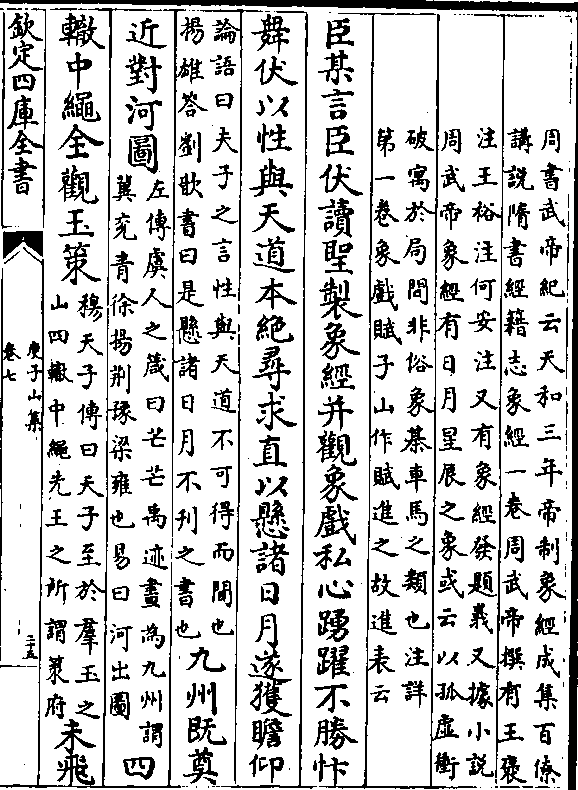 周書武帝紀云天和三年帝制象經成集百僚
講說隋書經籍志象經一卷周武帝撰有王褒
注王裕注何妥注又有象經發題義又據小說
周武帝象經有日月星辰之象或云以孤虛衝
破寓於局間非俗象棊車馬之類也注詳
第一卷象戲賦子山作賦進之故進表云
臣某言臣伏讀聖製象經并觀象戲私心踴躍不勝忭
舞伏以性與天道本絶尋求直以懸諸日月遂獲瞻仰
論語曰夫子之言性與天道不可得而聞也
揚雄答劉歆書曰是懸諸日月不刊之書也
九州既奠
近對河圖
左傳虞人之箴曰芒芒禹迹畫為九州謂
冀兖青徐揚荆豫梁雍也易曰河出圖
四
轍中繩全觀玉策
穆天子傳曰天子至於羣玉之
山四轍中繩先王之所謂策府
未飛
欽定四庫全書
庾子山集
卷七
二五